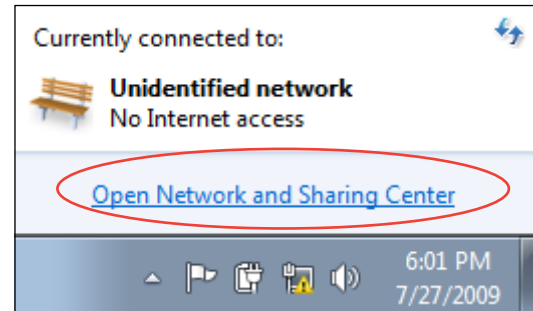 Currently connected to:
Unidentified network
No Internet access
Open Network and Sharing Center
6:01 PM
7/27/2009